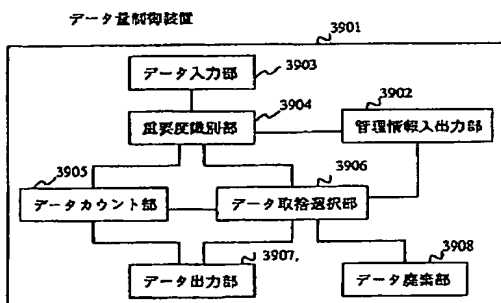 データ量制御装置
3901
データ入力部
3903
重要度識別部
3904
3902
管理情報入出力部
3905
データカウント部
3906
データ取捨選択部
データ出力部
3907.
データ廃棄部
3908